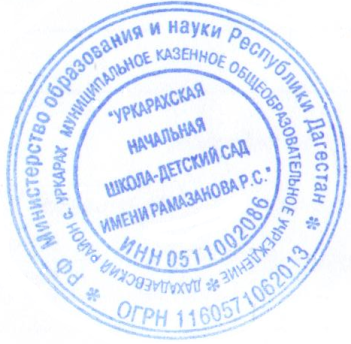 * РФ Министерство образования и науки Республики Дагестан *
ОГРН 1160571062013
ДАХАДАЕВСКИЙ РАЙОН с. УРКАРАХ МУНИЦИПАЛЬНОЕ КАЗЕННОЕ ОБЩЕОБРАЗОВАТЕЛЬНОЕ УЧРЕЖДЕНИЕ *
"УРКАРАХСКАЯ
НАЧАЛЬНАЯ
ШКОЛА-ДЕТСКИЙ САД
ИМЕНИ РАМАЗАНОВА Р.С."
ИНН 0511002086